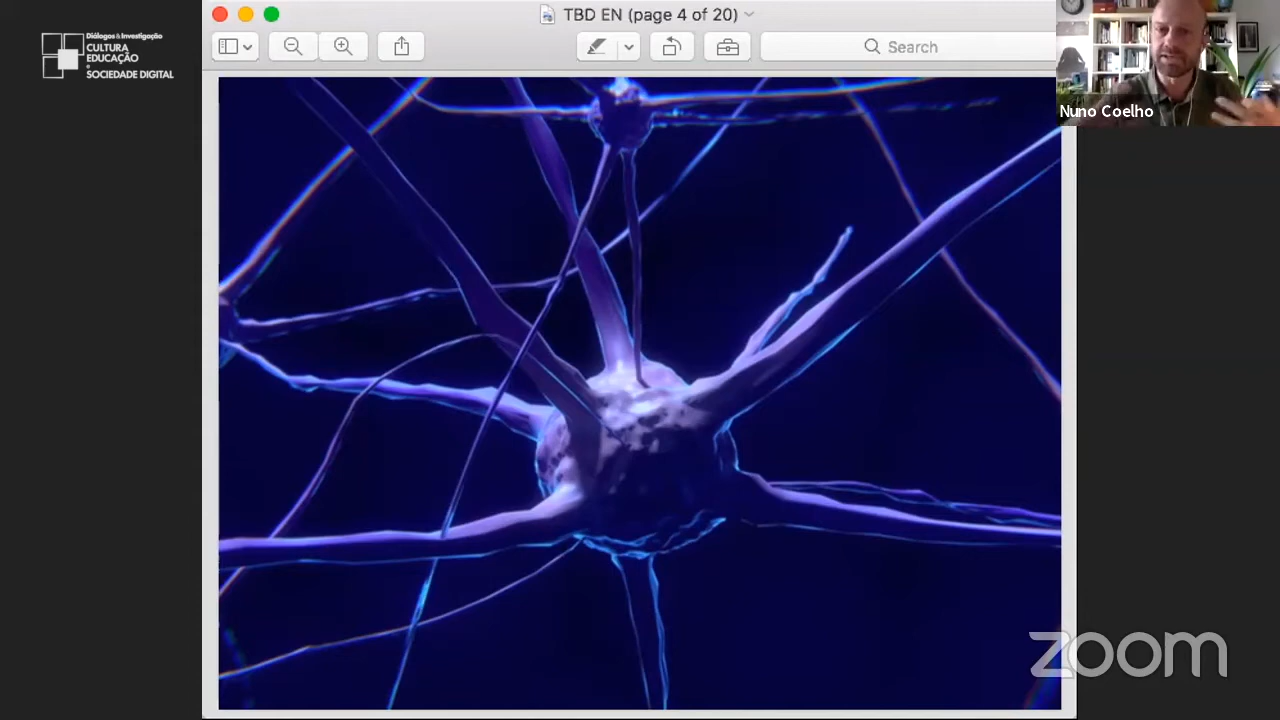 Diálogos & Investigação
CULTURA
EDUCAÇÃO
e
SOCIEDADE DIGITAL
TBD EN (page 4 of 20)
Search
Nuno Coelho
zoom